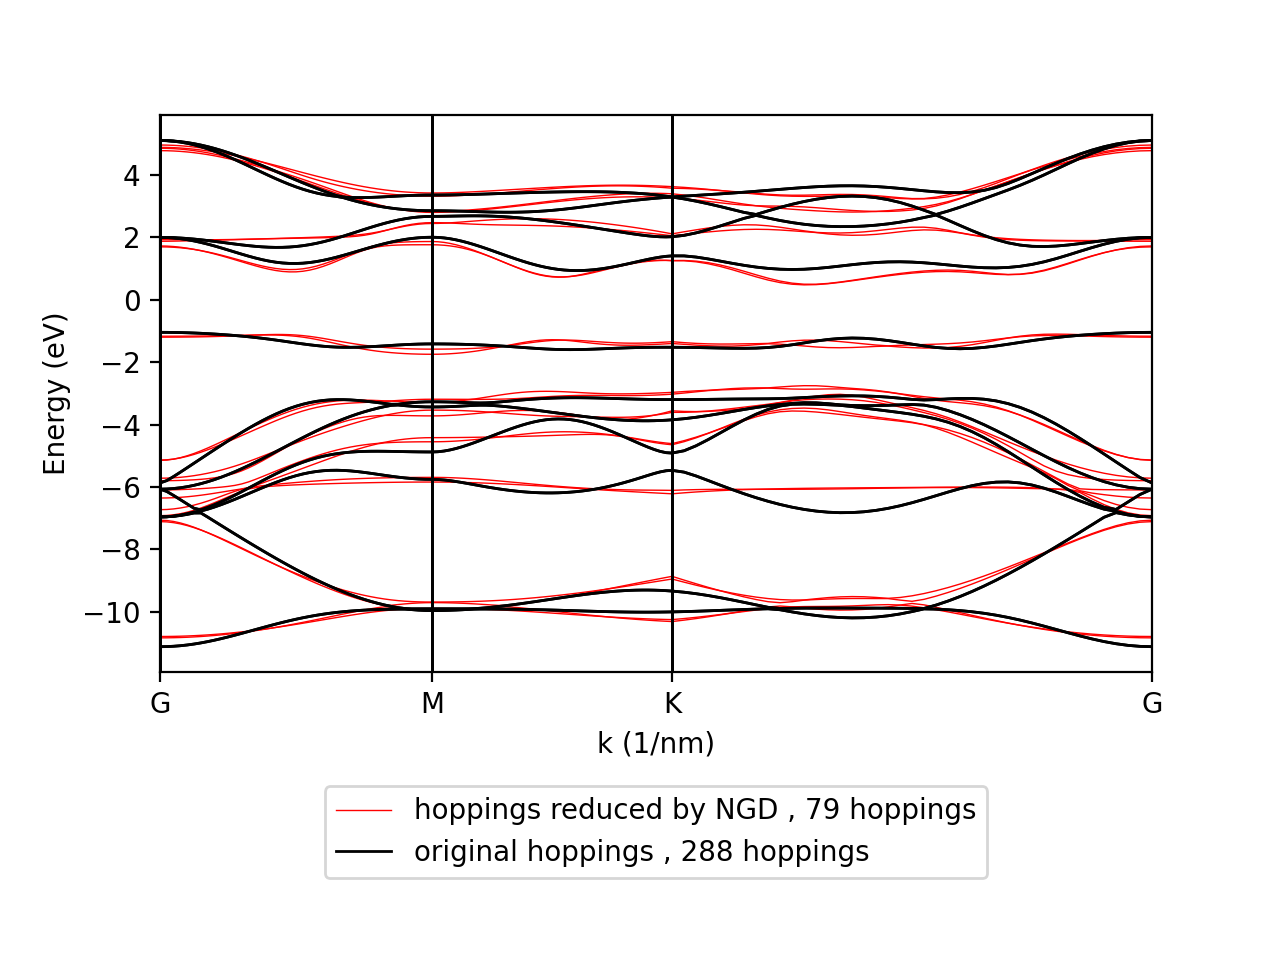 4
2
0
−2
−4
−6
−8
−10
Energy (eV)
G M K G
k (1/nm)
hoppings reduced by NGD , 79 hoppings
original hoppings , 288 hoppings